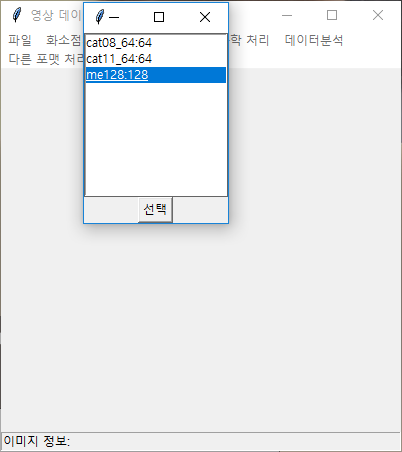 영상 데이
파일 화소점 학 처리 데이터분석
다른 포맷 처리
cat08_64:64
cat11_64:64
me128:128
선택
이미지 정보: